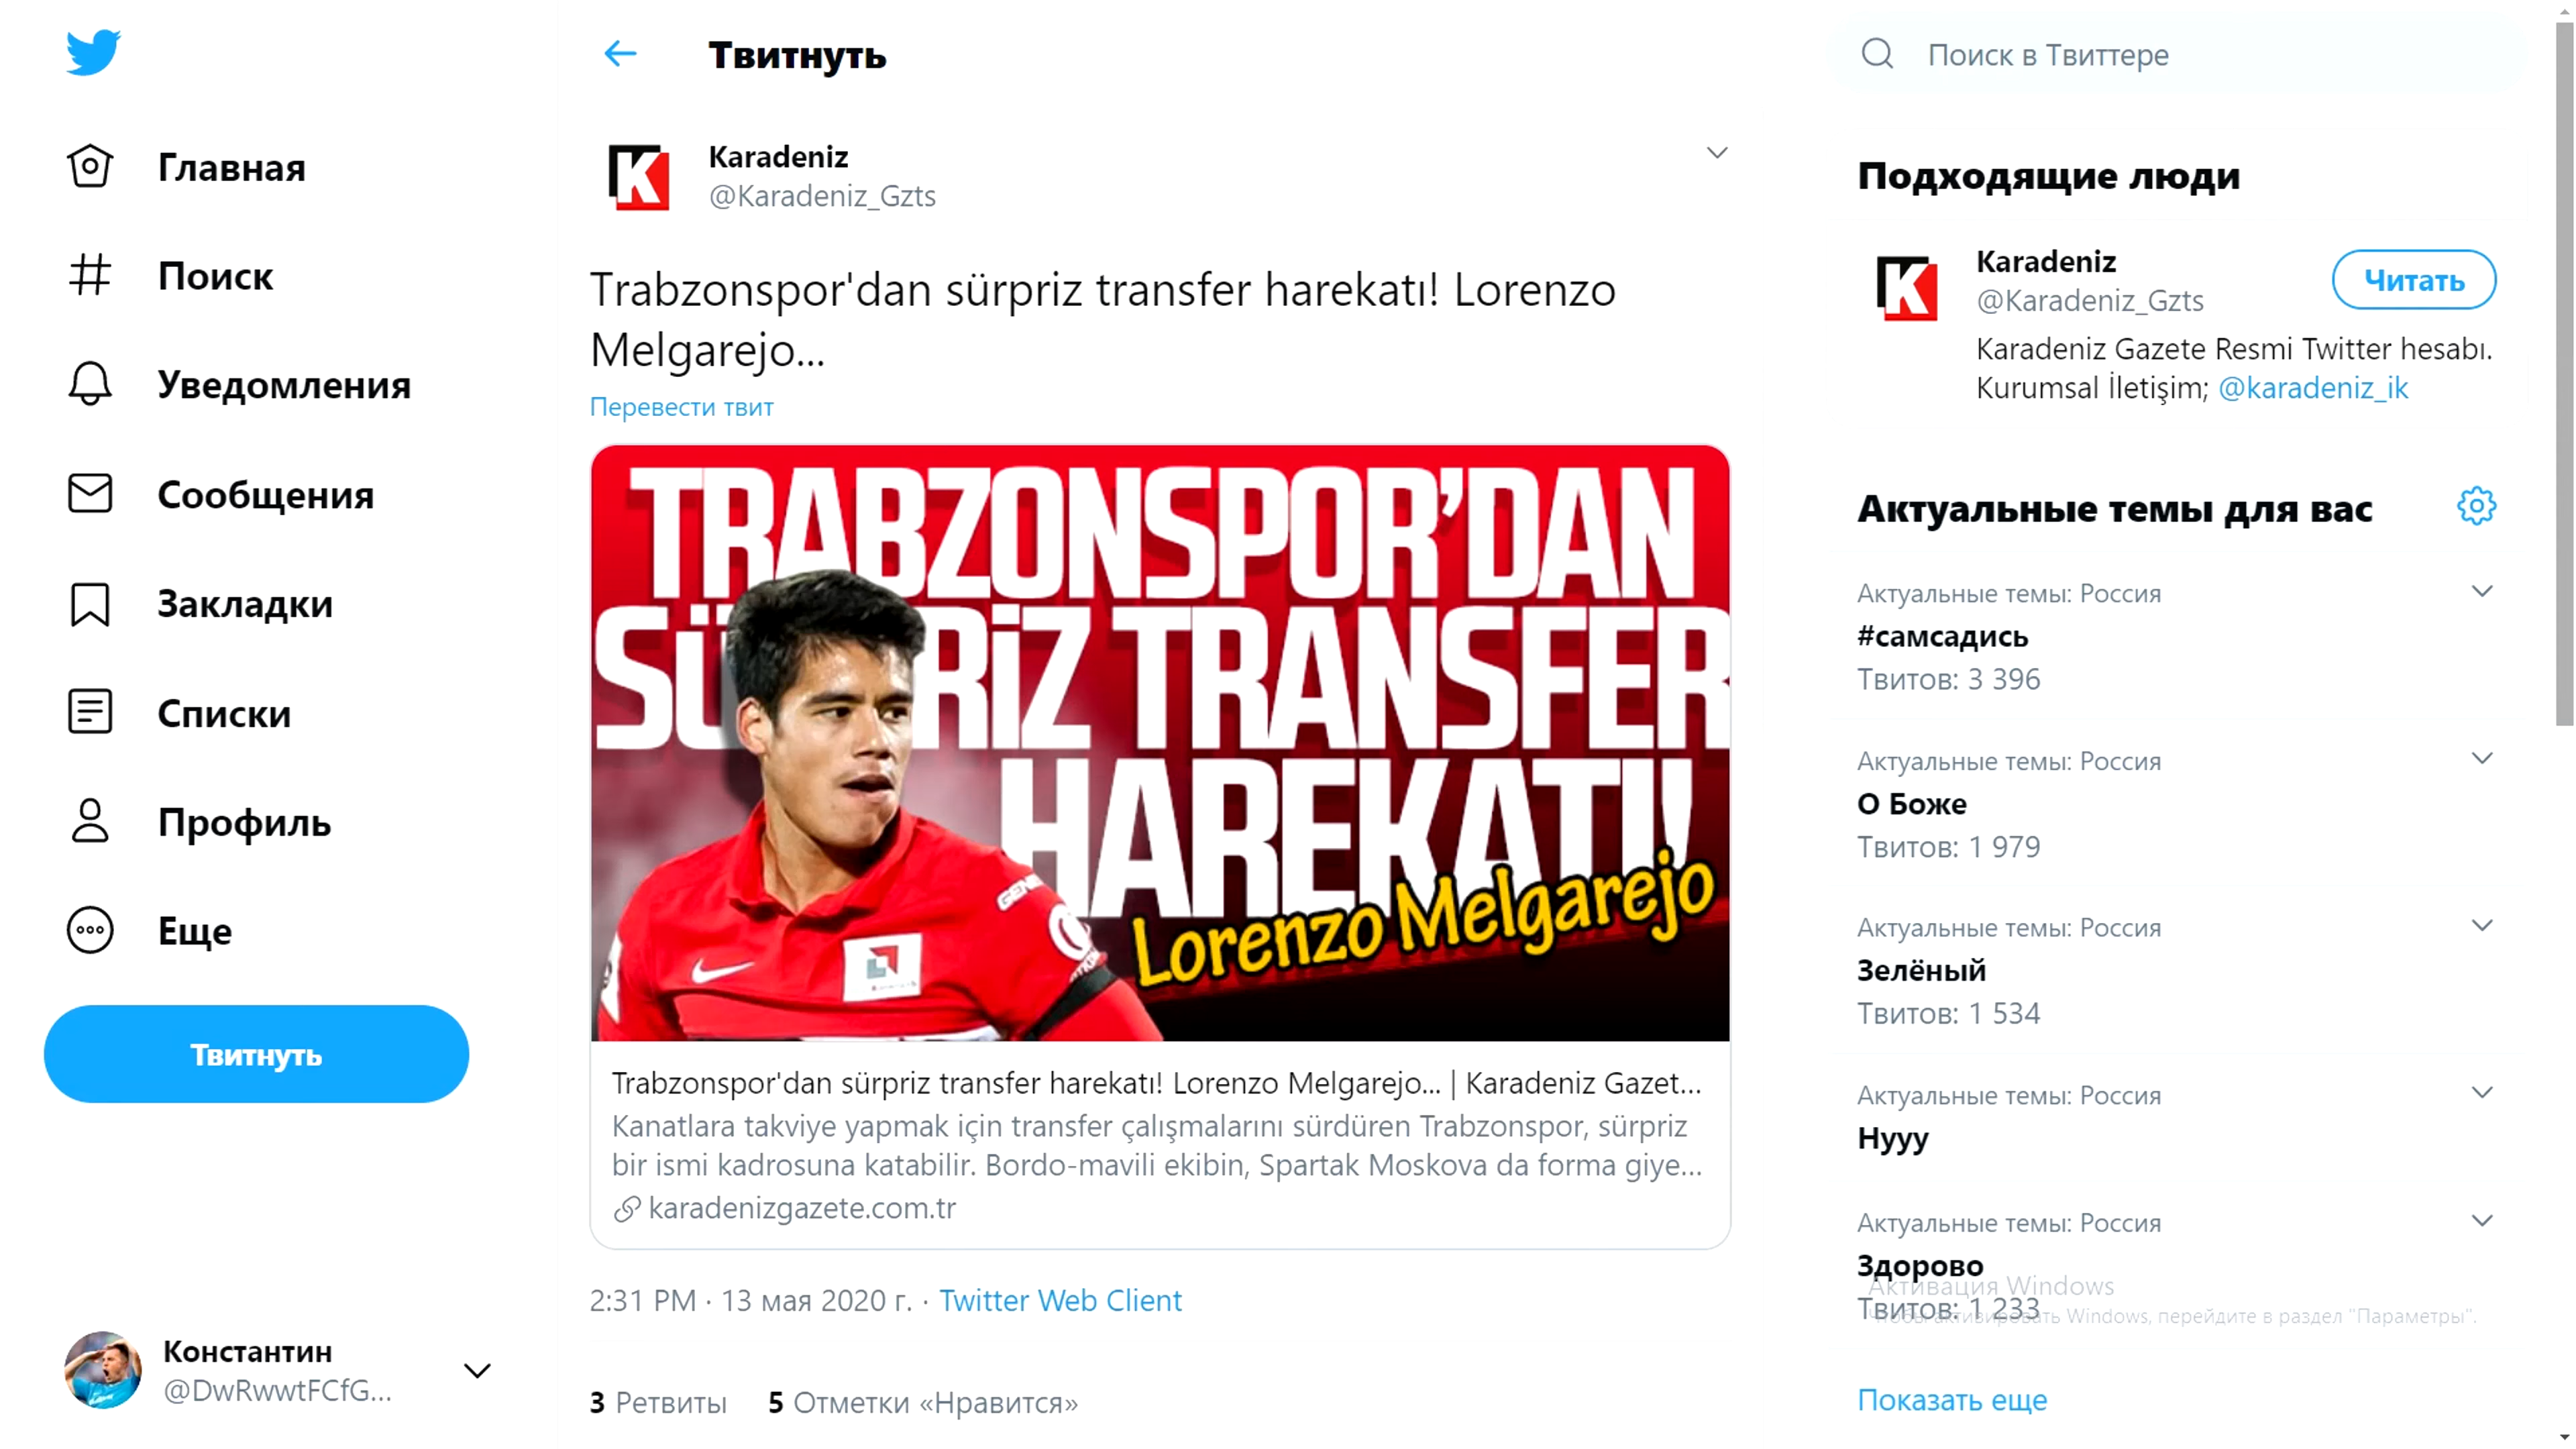 Главная
Поиск
Уведомления
Сообщения
Закладки
Списки
Профиль
Еще
Твитнуть
Константин
@DwRwwtFCfG...
Твитнуть
Karadeniz
@Karadeniz_Gzts
Trabzonspor'dan sürpriz transfer harekatı! Lorenzo
Melgarejo...
Перевести твит
TRABZONSPOR'DAN
SÜRPRİZ TRANSFER
HAREKATI!
Lorenzo Melgarejo
Trabzonspor'dan sürpriz transfer harekatı! Lorenzo Melgarejo... | Karadeniz Gazet...
Kanatlara takviye yapmak için transfer çalışmalarını sürdüren Trabzonspor, sürpriz
bir ismi kadrosuna katabilir. Bordo-mavili ekibin, Spartak Moskova da forma giye...
karadenizgazete.com.tr
2:31 PM · 13 мая 2020 г. · Twitter Web Client
3 Ретвиты 5 Отметки «Нравится»
Поиск в Твиттере
Подходящие люди
Karadeniz
@Karadeniz_Gzts
Читать
Karadeniz Gazete Resmi Twitter hesabı.
Kurumsal İletişim; @karadeniz_ik
Актуальные темы для вас
Актуальные темы: Россия
#самсадись
Твитов: 3 396
Актуальные темы: Россия
О Боже
Твитов: 1 979
Актуальные темы: Россия
Зелёный
Твитов: 1 534
Актуальные темы: Россия
Нууу
Актуальные темы: Россия
Здорово
Активация Windows
Твитов: 1 233
Чтобы активировать Windows, перейдите в раздел "Параметры".
Показать еще